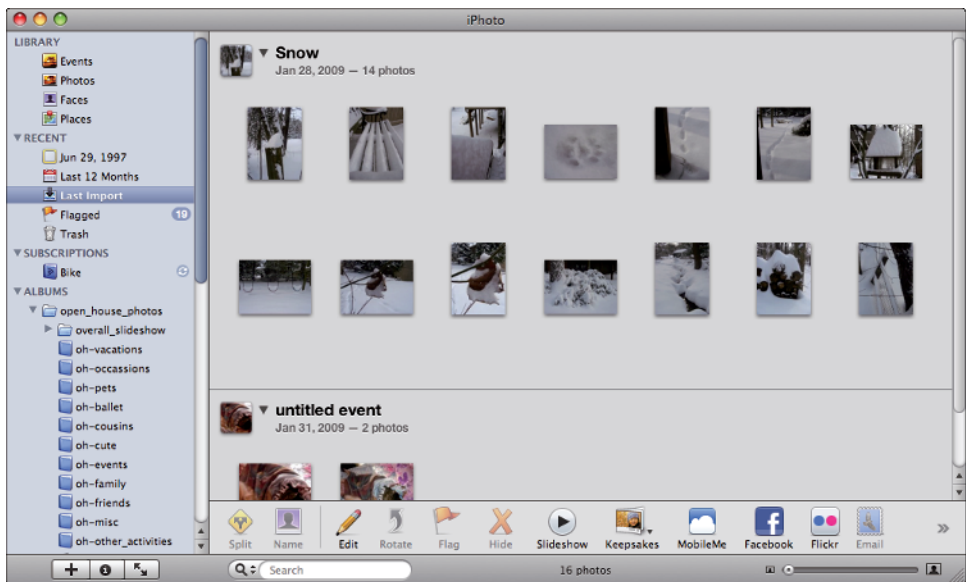 iPhoto
LIBRARY
Events
Photos
Faces
Places
RECENT
Jun 29, 1997
Last 12 Months
Last Import
Flagged 19
Trash
SUBSCRIPTIONS
Bike
ALBUMS
open_house_photos
overall_slideshow
oh-vacations
oh-occassions
oh-pets
oh-ballet
oh-cousins
oh-cute
oh-events
oh-family
oh-friends
oh-misc
oh-other_activities
Snow
Jan 28, 2009 — 14 photos
untitled event
Jan 31, 2009 — 2 photos
Split Name Edit Rotate Flag Hide Slideshow Keepsakes MobileMe Facebook Flickr Email
Search 16 photos